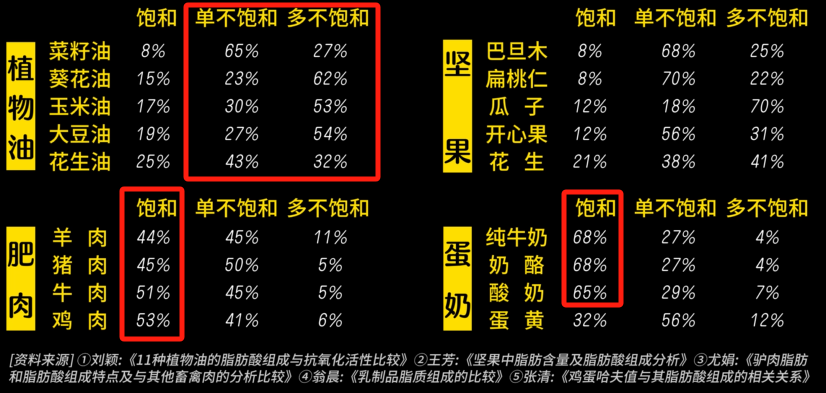 植物油
饱和 单不饱和 多不饱和
菜籽油 8% 65% 27%
葵花油 15% 23% 62%
玉米油 17% 30% 53%
大豆油 19% 27% 54%
花生油 25% 43% 32%
坚果
饱和 单不饱和 多不饱和
巴旦木 8% 68% 25%
扁桃仁 8% 70% 22%
瓜子 12% 18% 70%
开心果 12% 56% 31%
花生 21% 38% 41%
肥肉
饱和 单不饱和 多不饱和
羊肉 44% 45% 11%
猪肉 45% 50% 5%
牛肉 51% 45% 5%
鸡肉 53% 41% 6%
蛋奶
饱和 单不饱和 多不饱和
纯牛奶 68% 27% 4%
奶酪 68% 27% 4%
酸奶 65% 29% 7%
蛋黄 32% 56% 12%
[资料来源]①刘颖:《11种植物油的脂肪酸组成与抗氧化活性比较》②王芳:《坚果中脂肪含量及脂肪酸组成分析》③尤娟:《驴肉脂肪
和脂肪酸组成特点及与其他畜禽肉的分析比较》④翁晨:《乳制品脂质组成的比较》⑤张清:《鸡蛋哈夫值与其脂肪酸组成的相关关系》